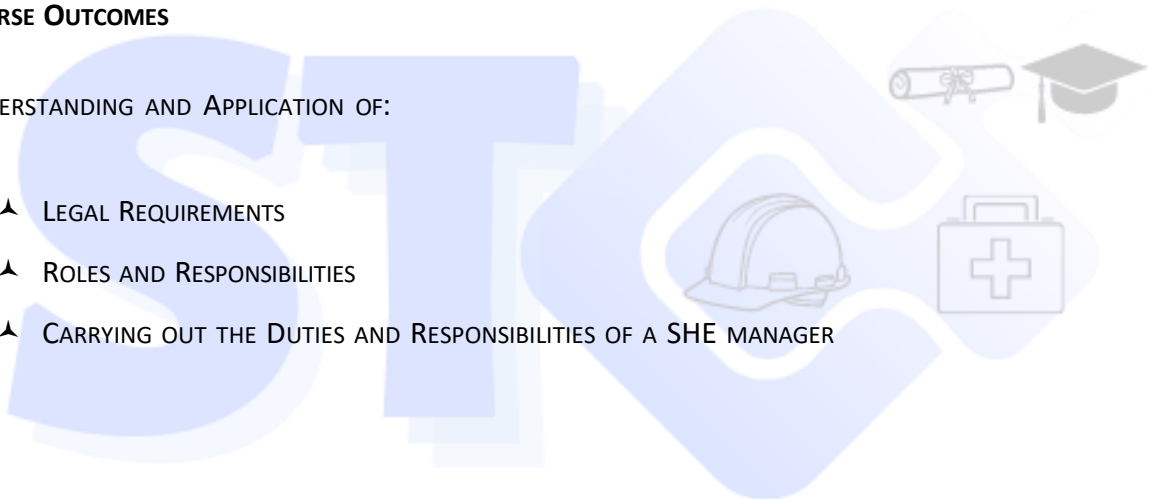 RSE OUTCOMES
ERSTANDING AND APPLICATION OF:
LEGAL REQUIREMENTS
ROLES AND RESPONSIBILITIES
CARRYING OUT THE DUTIES AND RESPONSIBILITIES OF A SHE MANAGER
STC